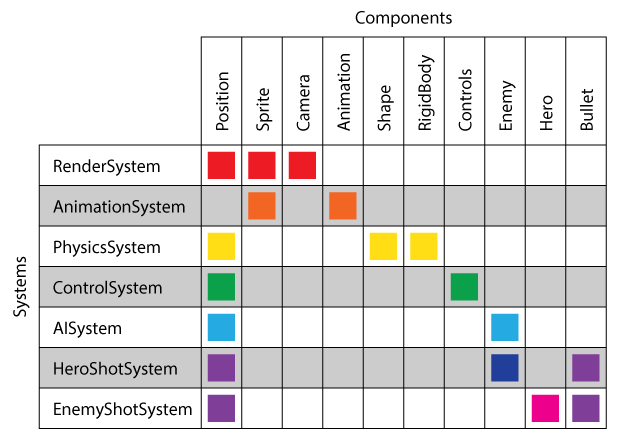 Components
Position
Sprite
Camera
Animation
Shape
RigidBody
Controls
Enemy
Hero
Bullet
Systems
RenderSystem
AnimationSystem
PhysicsSystem
ControlSystem
AISystem
HeroShotSystem
EnemyShotSystem